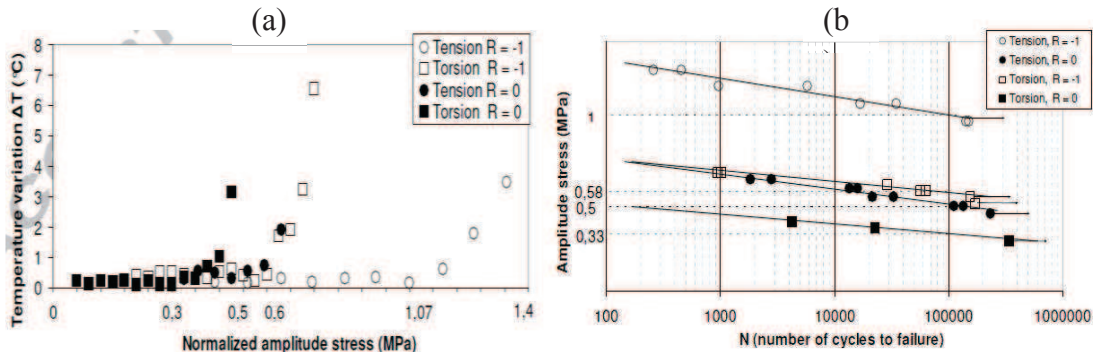 (a)
Temperature variation ΔT (°C)
8
7
6
5
4
3
2
1
0
0
0,3
0,5
0,6
1,07
1,4
Normalized amplitude stress (MPa)
Tension R = -1
Torsion R = -1
Tension R = 0
Torsion R = 0
(b)
Amplitude stress (MPa)
1
0,58
0,5
0,33
100
1000
10000
100000
1000000
N (number of cycles to failure)
Tension, R = -1
Tension, R = 0
Torsion, R = -1
Torsion, R = 0